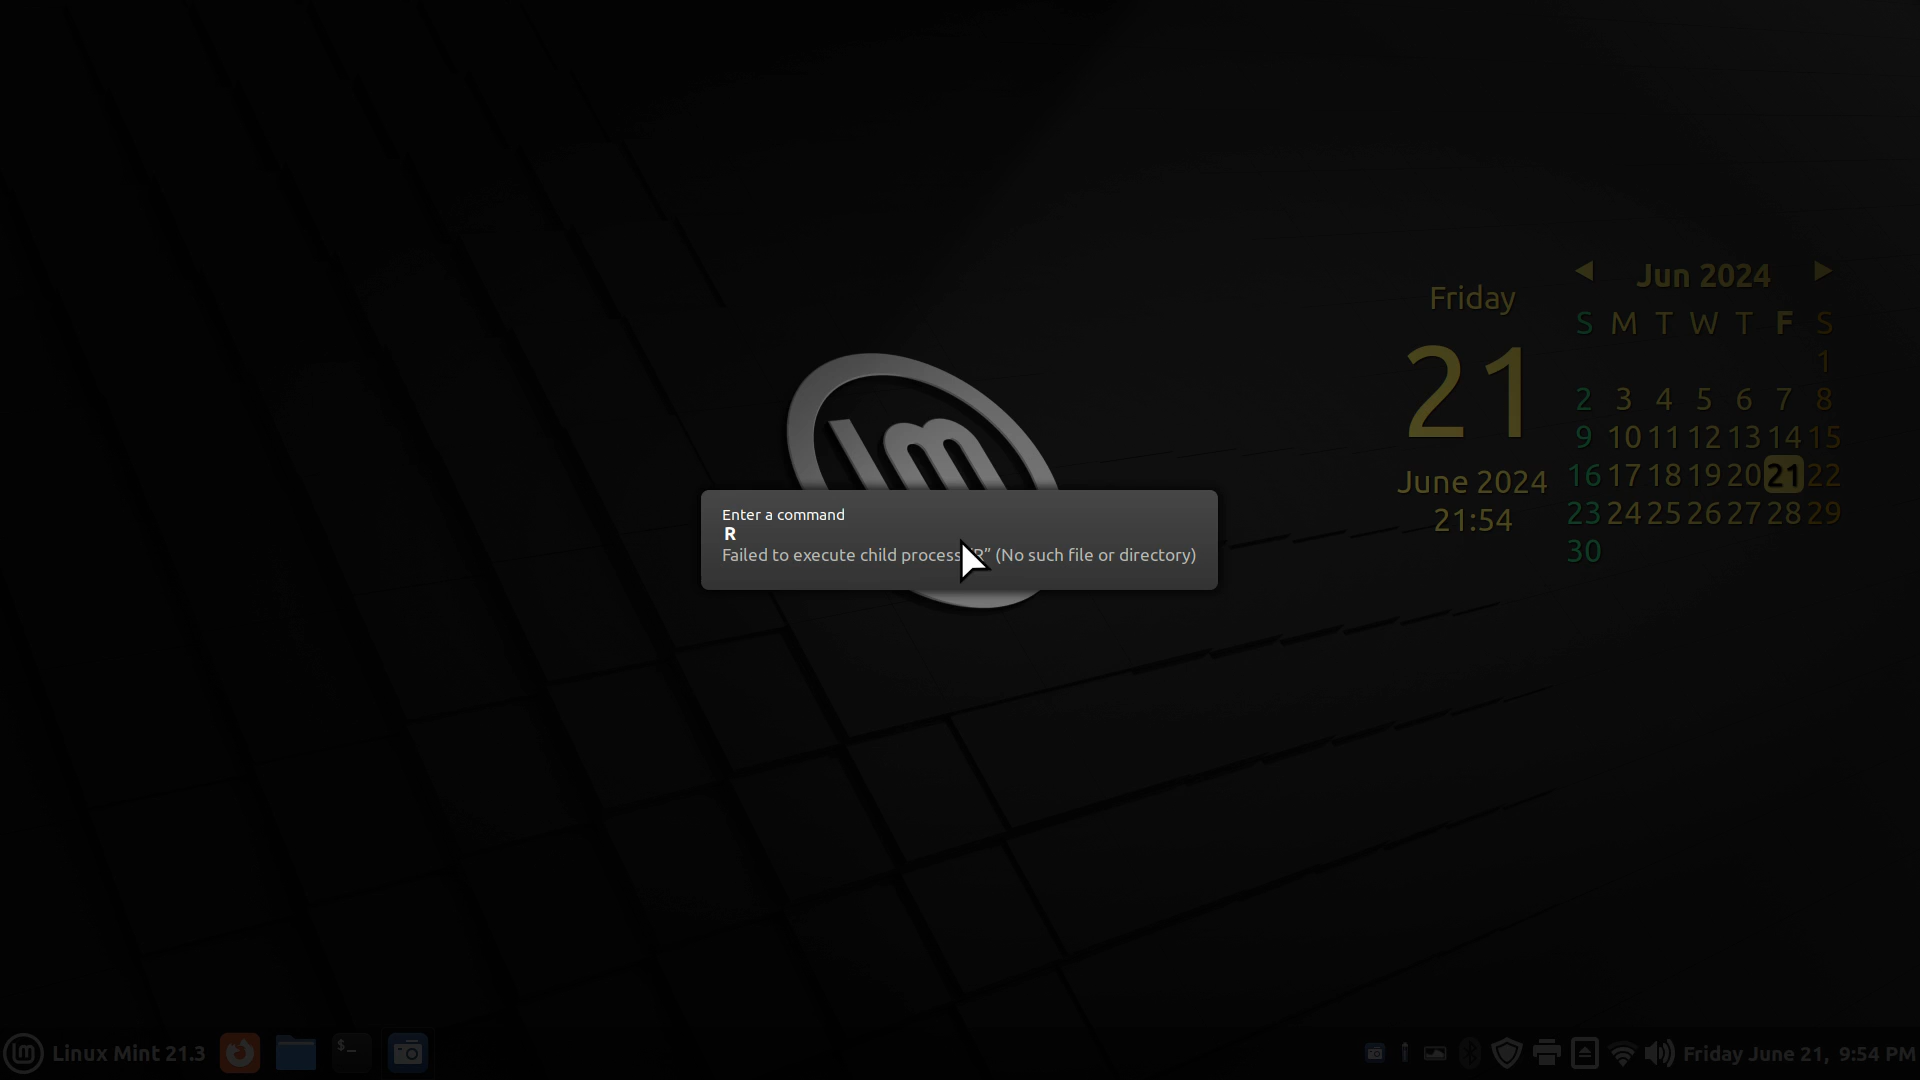 Enter a command
R
Failed to execute child process “R” (No such file or directory)
Friday
21
June 2024
21:54
Jun 2024
S M T W T F S
1
2 3 4 5 6 7 8
9 10 11 12 13 14 15
16 17 18 19 20 21 22
23 24 25 26 27 28 29
30
lm
Linux Mint 21.3
$_
Friday June 21, 9:54 PM